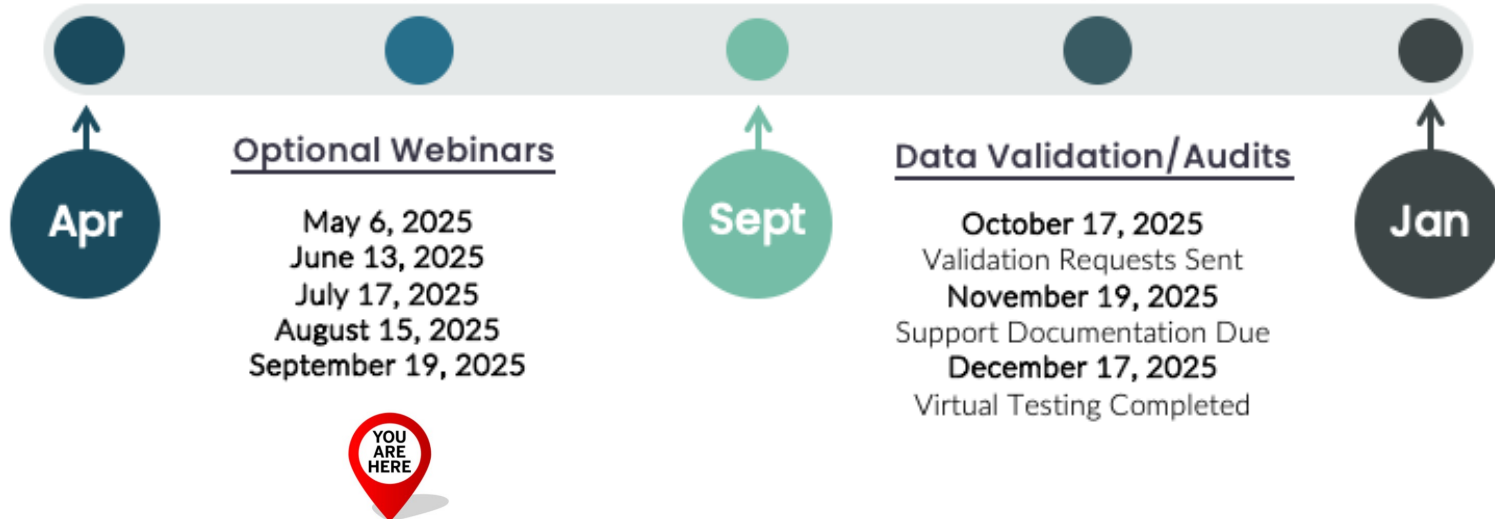 Apr
Optional Webinars
May 6, 2025
June 13, 2025
July 17, 2025
August 15, 2025
September 19, 2025
YOU
ARE
HERE
Sept
Data Validation/Audits
October 17, 2025
Validation Requests Sent
November 19, 2025
Support Documentation Due
December 17, 2025
Virtual Testing Completed
Jan